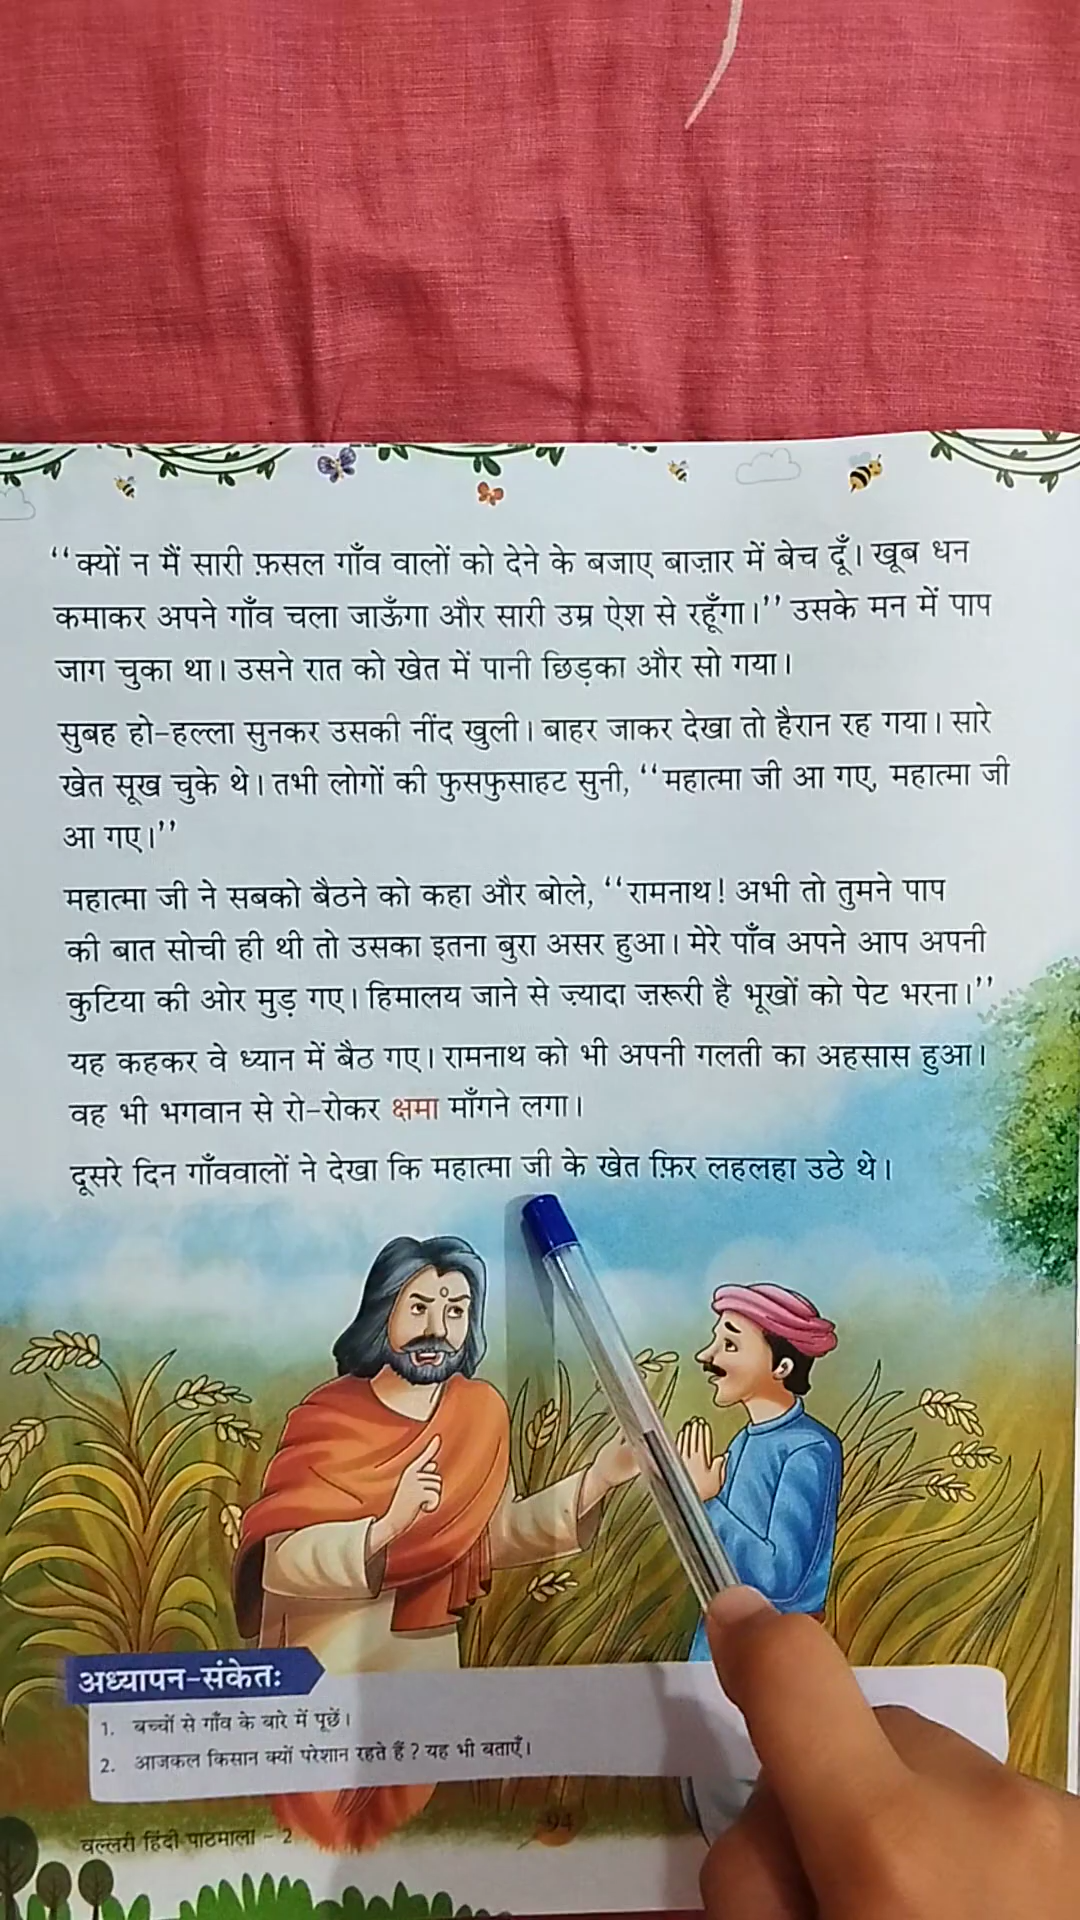 ‘‘क्यों न मैं सारी फ़सल गाँव वालों को देने के बजाए बाज़ार में बेच दूँ। खूब धन
कमाकर अपने गाँव चला जाऊँगा और सारी उम्र ऐश से रहूँगा।’’ उसके मन में पाप
जाग चुका था। उसने रात को खेत में पानी छिड़का और सो गया।
सुबह हो-हल्ला सुनकर उसकी नींद खुली। बाहर जाकर देखा तो हैरान रह गया। सारे
खेत सूख चुके थे। तभी लोगों की फुसफुसाहट सुनी, ‘‘महात्मा जी आ गए, महात्मा जी
आ गए।’’
महात्मा जी ने सबको बैठने को कहा और बोले, ‘‘रामनाथ! अभी तो तुमने पाप
की बात सोची ही थी तो उसका इतना बुरा असर हुआ। मेरे पाँव अपने आप अपनी
कुटिया की ओर मुड़ गए। हिमालय जाने से ज़्यादा ज़रूरी है भूखों को पेट भरना।’’
यह कहकर वे ध्यान में बैठ गए। रामनाथ को भी अपनी गलती का अहसास हुआ।
वह भी भगवान से रो-रोकर क्षमा माँगने लगा।
दूसरे दिन गाँववालों ने देखा कि महात्मा जी के खेत फ़िर लहलहा उठे थे।
अध्यापन-संकेतः
1. बच्चों से गाँव के बारे में पूछें।
2. आजकल किसान क्यों परेशान रहते हैं? यह भी बताएँ।
वल्लरी हिंदी पाठमाला - 2
94